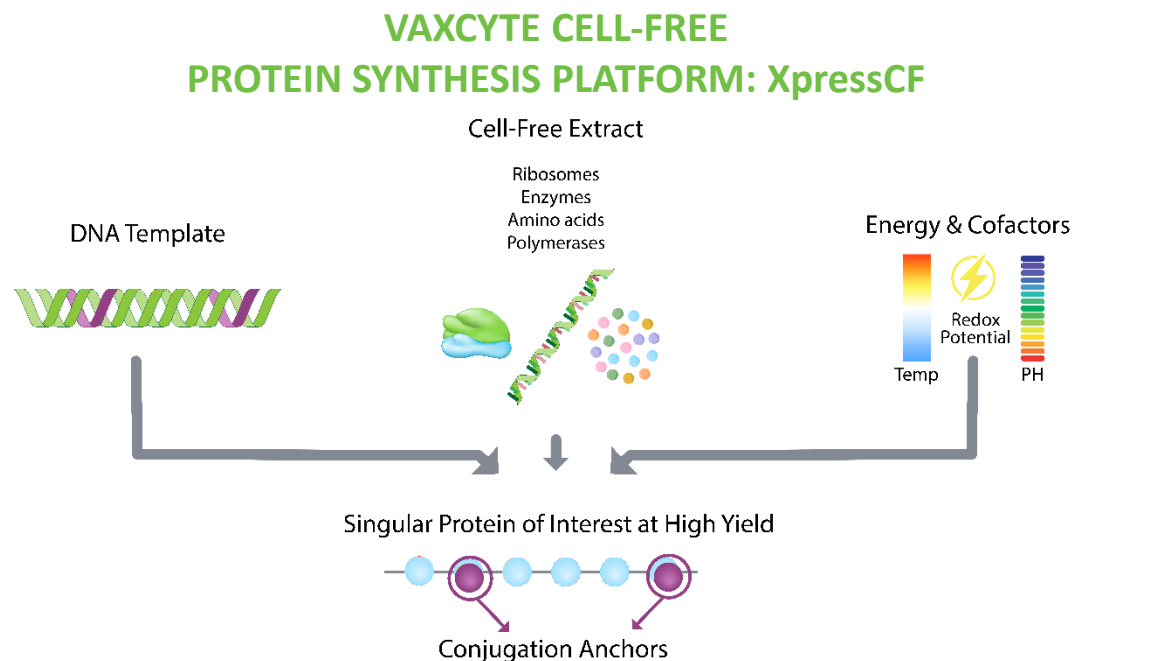 VAXCYTE CELL-FREE
PROTEIN SYNTHESIS PLATFORM: XpressCF
Cell-Free Extract
Ribosomes
Enzymes
Amino acids
Polymerases
DNA Template
Energy & Cofactors
Redox
Potential
Temp
PH
Singular Protein of Interest at High Yield
Conjugation Anchors